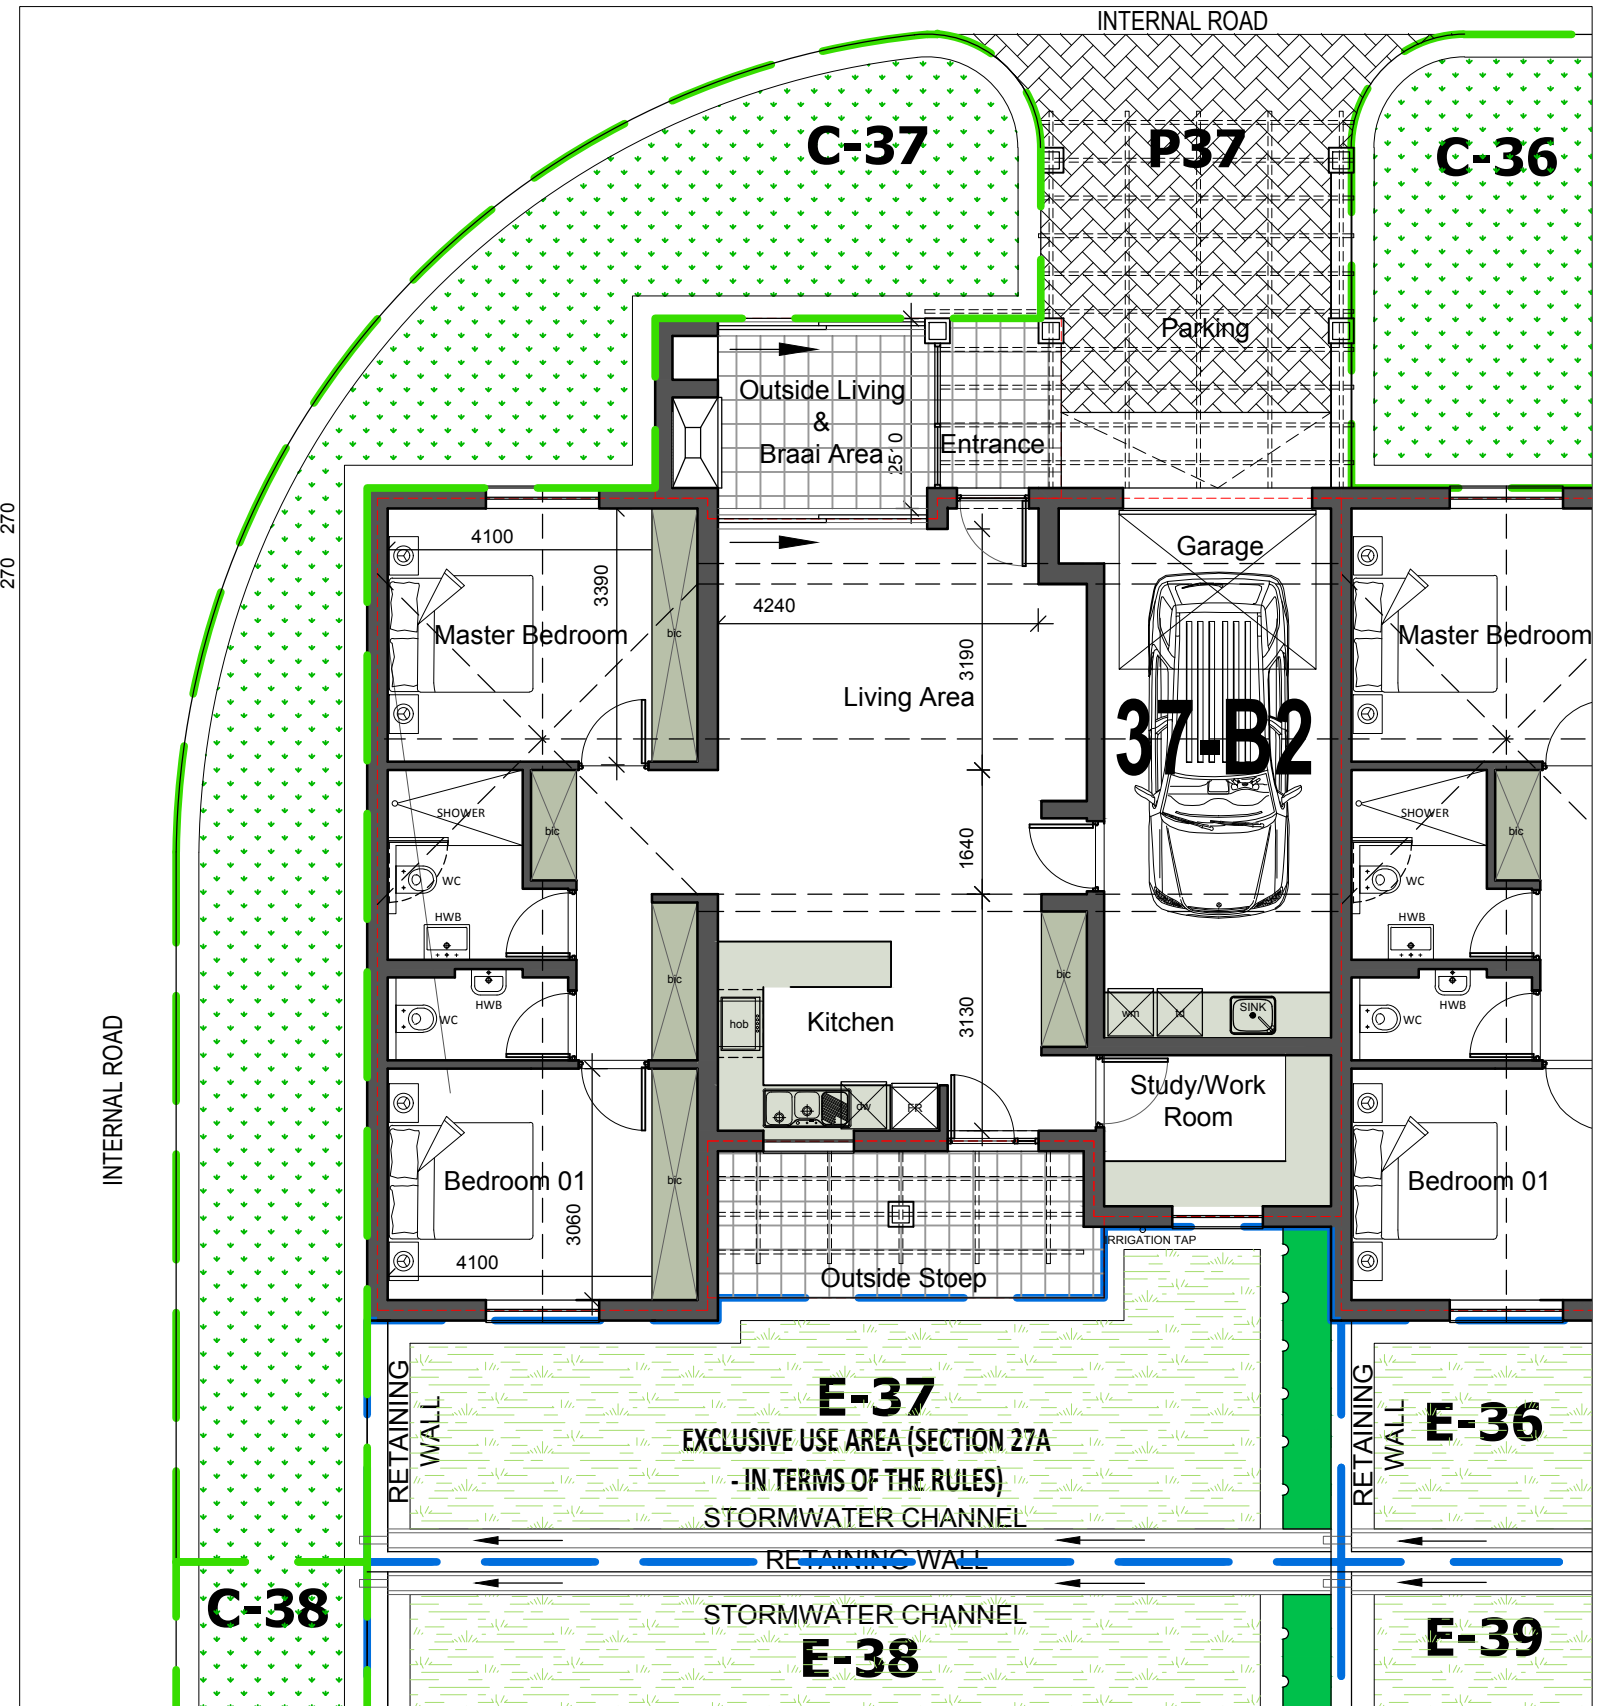 INTERNAL ROAD
C-37
P37
C-36
Parking
Outside Living
&
Braai Area
2510
Entrance
270
270
4100
3390
Master Bedroom
bic
4240
3190
Living Area
Garage
37-B2
Master Bedroom
SHOWER
bic
WC
HWB
1640
SHOWER
bic
WC
HWB
bic
bic
HWB
WC
hob
Kitchen
3130
wm
td
SINK
HWB
WC
INTERNAL ROAD
dw
FR
Study/Work
Room
Bedroom 01
bic
3060
4100
Bedroom 01
IRRIGATION TAP
Outside Stoep
RETAINING
WALL
E-37
EXCLUSIVE USE AREA (SECTION 27A
- IN TERMS OF THE RULES)
STORMWATER CHANNEL
RETAINING
WALL
E-36
RETAINING WALL
C-38
STORMWATER CHANNEL
E-38
E-39